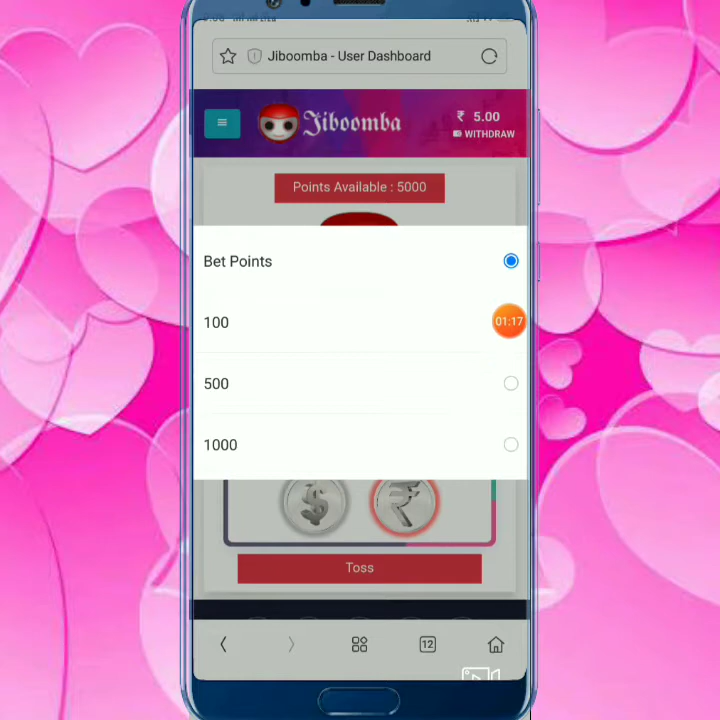 Jiboomba - User Dashboard
Jiboomba
₹ 5.00
WITHDRAW
Points Available : 5000
Bet Points
100
01:17
500
1000
$ ₹
Toss
12